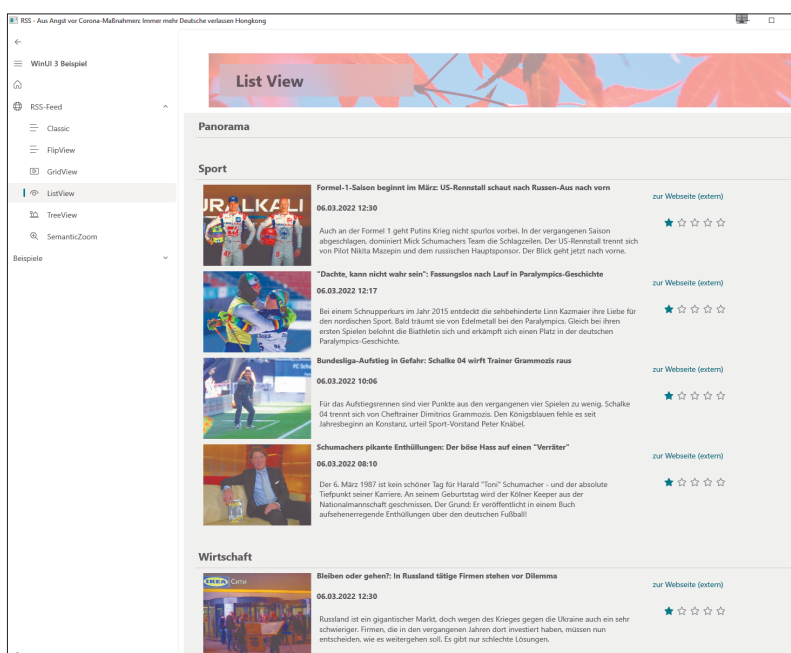 RSS - Aus Angst vor Corona-Maßnahmen: Immer mehr Deutsche verlassen Hongkong
WinUI 3 Beispiel
RSS-Feed
Classic
FlipView
GridView
ListView
TreeView
SemanticZoom
Beispiele
List View
Panorama
Sport
URALKALI
Formel-1-Saison beginnt im März: US-Rennstall schaut nach Russen-Aus nach vorn
06.03.2022 12:30
Auch an der Formel 1 geht Putins Krieg nicht spurlos vorbei. In der vergangenen Saison
abgeschlagen, dominiert Mick Schumachers Team die Schlagzeilen. Der US-Rennstall trennt sich
von Pilot Nikita Mazepin und dem russischen Hauptsponsor. Der Blick geht jetzt nach vorne.
zur Webseite (extern)
"Dachte, kann nicht wahr sein": Fassungslos nach Lauf in Paralympics-Geschichte
06.03.2022 12:17
Bei einem Schnupperkurs im Jahr 2015 entdeckt die sehbehinderte Linn Kazmaier ihre Liebe für
den nordischen Sport. Bald träumt sie von Edelmetall bei den Paralympics. Gleich bei ihren
ersten Spielen belohnt die Biathletin sich und erkämpft sich einen Platz in der deutschen
Paralympics-Geschichte.
zur Webseite (extern)
FC Scha
Bundesliga-Aufstieg in Gefahr: Schalke 04 wirft Trainer Grammozis raus
06.03.2022 10:06
Für das Aufstiegsrennen sind vier Punkte aus den vergangenen vier Spielen zu wenig. Schalke
04 trennt sich von Cheftrainer Dimitrios Grammozis. Den Königsblauen fehle es seit
Jahresbeginn an Konstanz, urteil Sport-Vorstand Peter Knäbel.
zur Webseite (extern)
Schumachers pikante Enthüllungen: Der böse Hass auf einen "Verräter"
06.03.2022 08:10
Der 6. März 1987 ist kein schöner Tag für Harald "Toni" Schumacher - und der absolute
Tiefpunkt seiner Karriere. An seinem Geburtstag wird der Kölner Keeper aus der
Nationalmannschaft geschmissen. Der Grund: Er veröffentlicht in einem Buch
aufsehenerregende Enthüllungen über den deutschen Fußball!
zur Webseite (extern)
Wirtschaft
IKEA
Bleiben oder gehen?: In Russland tätige Firmen stehen vor Dilemma
06.03.2022 12:30
Russland ist ein gigantischer Markt, doch wegen des Krieges gegen die Ukraine auch ein sehr
schwieriger. Firmen, die in den vergangenen Jahren dort investiert haben, müssen nun
entscheiden, wie es weitergehen soll. Es gibt nur schlechte Lösungen.
zur Webseite (extern)